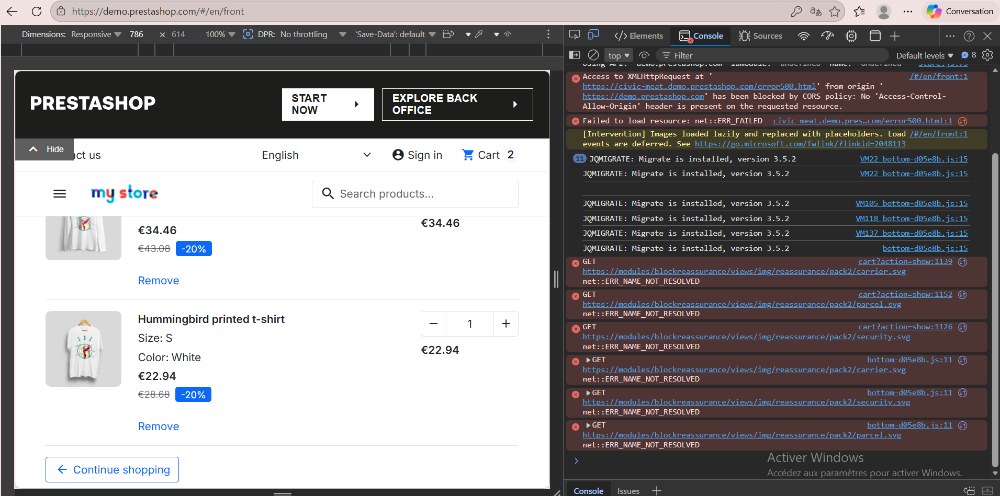 https://demo.prestashop.com/#/en/front
Conversation
Dimensions: Responsive 786 × 614 100% DPR: No throttling 'Save-Data': default
Elements Console Sources
top Filter Default levels 8
PRESTASHOP
START NOW
EXPLORE BACK OFFICE
Hide
act us
English
Sign in
Cart 2
my store
Search products...
€34.46
€34.46
€43.08 -20%
Remove
Hummingbird printed t-shirt
1
Size: S
€22.94
Color: White
€22.94
€28.68 -20%
Remove
Continue shopping
Using Api: demo.prestashop.com idModule: undefined name: undefined store.js:75
Access to XMLHttpRequest at ' /#/en/front:1
https://civic-meat.demo.prestashop.com/error500.html' from origin '
https://demo.prestashop.com' has been blocked by CORS policy: No 'Access-Control-
Allow-Origin' header is present on the requested resource.
Failed to load resource: net::ERR_FAILED civic-meat.demo.pres…com/error500.html:1
[Intervention] Images loaded lazily and replaced with placeholders. Load /#/en/front:1
events are deferred. See https://go.microsoft.com/fwlink/?linkid=2048113
11 JQMIGRATE: Migrate is installed, version 3.5.2 VM22 bottom-d05e8b.js:15
JQMIGRATE: Migrate is installed, version 3.5.2 VM22 bottom-d05e8b.js:15
JQMIGRATE: Migrate is installed, version 3.5.2 VM105 bottom-d05e8b.js:15
JQMIGRATE: Migrate is installed, version 3.5.2 VM118 bottom-d05e8b.js:15
JQMIGRATE: Migrate is installed, version 3.5.2 VM137 bottom-d05e8b.js:15
JQMIGRATE: Migrate is installed, version 3.5.2 bottom-d05e8b.js:15
GET cart?action=show:1139
https://modules/blockreassurance/views/img/reassurance/pack2/carrier.svg
net::ERR_NAME_NOT_RESOLVED
GET cart?action=show:1152
https://modules/blockreassurance/views/img/reassurance/pack2/parcel.svg
net::ERR_NAME_NOT_RESOLVED
GET cart?action=show:1126
https://modules/blockreassurance/views/img/reassurance/pack2/security.svg
net::ERR_NAME_NOT_RESOLVED
GET bottom-d05e8b.js:11
https://modules/blockreassurance/views/img/reassurance/pack2/carrier.svg
net::ERR_NAME_NOT_RESOLVED
GET bottom-d05e8b.js:11
https://modules/blockreassurance/views/img/reassurance/pack2/security.svg
net::ERR_NAME_NOT_RESOLVED
GET bottom-d05e8b.js:11
https://modules/blockreassurance/views/img/reassurance/pack2/parcel.svg
net::ERR_NAME_NOT_RESOLVED
Activer Windows
Accédez aux paramètres pour activer Windows.
Console Issues